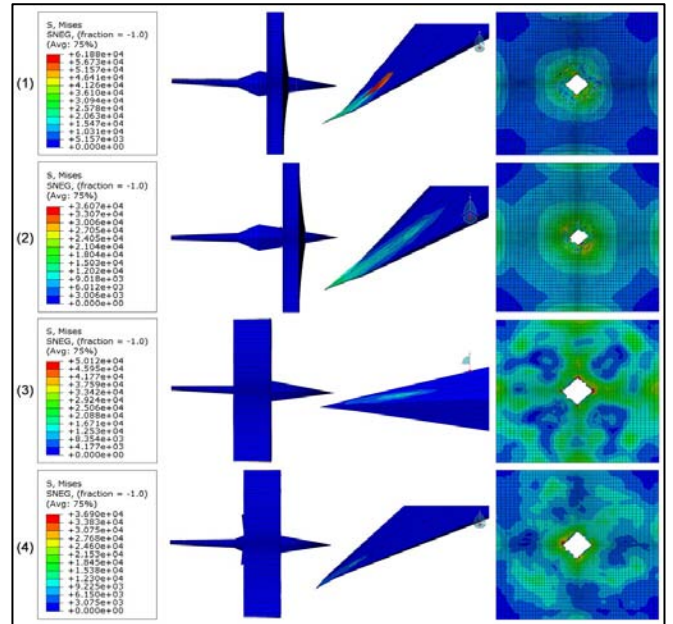 (1)
S, Mises
SNEG, (fraction = -1.0)
(Avg: 75%)
+6.188e+04
+5.673e+04
+5.157e+04
+4.641e+04
+4.126e+04
+3.610e+04
+3.094e+04
+2.578e+04
+2.063e+04
+1.547e+04
+1.031e+04
+5.157e+03
+0.000e+00
(2)
S, Mises
SNEG, (fraction = -1.0)
(Avg: 75%)
+3.607e+04
+3.307e+04
+3.006e+04
+2.705e+04
+2.405e+04
+2.104e+04
+1.804e+04
+1.503e+04
+1.202e+04
+9.018e+03
+6.012e+03
+3.006e+03
+0.000e+00
(3)
S, Mises
SNEG, (fraction = -1.0)
(Avg: 75%)
+5.012e+04
+4.595e+04
+4.177e+04
+3.759e+04
+3.342e+04
+2.924e+04
+2.506e+04
+2.088e+04
+1.671e+04
+1.253e+04
+8.354e+03
+4.177e+03
+0.000e+00
(4)
S, Mises
SNEG, (fraction = -1.0)
(Avg: 75%)
+3.690e+04
+3.383e+04
+3.075e+04
+2.768e+04
+2.460e+04
+2.153e+04
+1.845e+04
+1.538e+04
+1.230e+04
+9.225e+03
+6.150e+03
+3.075e+03
+0.000e+00